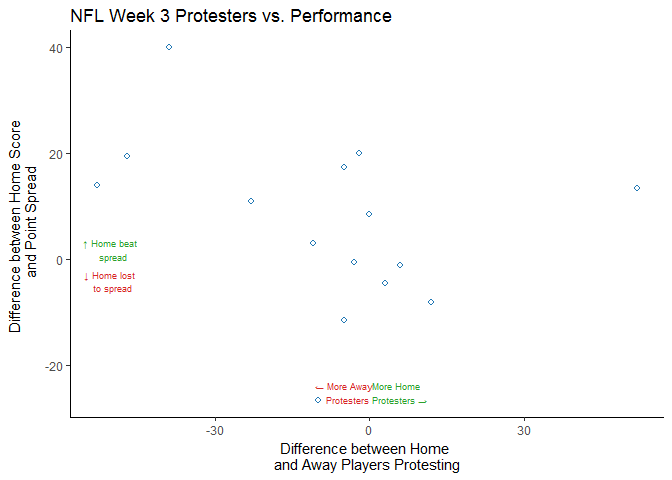 NFL Week 3 Protesters vs. Performance
40
20
0
-20
Difference between Home Score
and Point Spread
↑ Home beat
spread
↓ Home lost
to spread
← More Away More Home
Protesters Protesters →
-30 0 30
Difference between Home
and Away Players Protesting